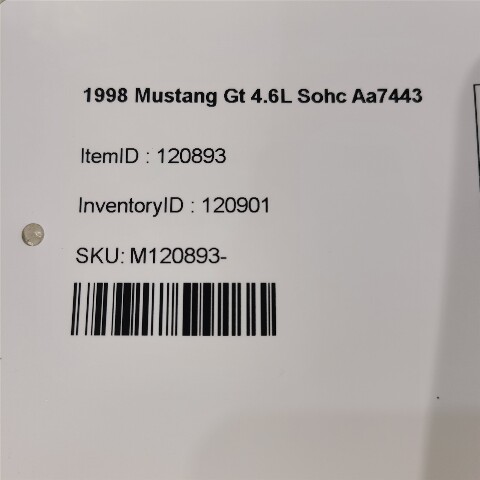 1998 Mustang Gt 4.6L Sohc Aa7443
ItemID : 120893
InventoryID : 120901
SKU: M120893-